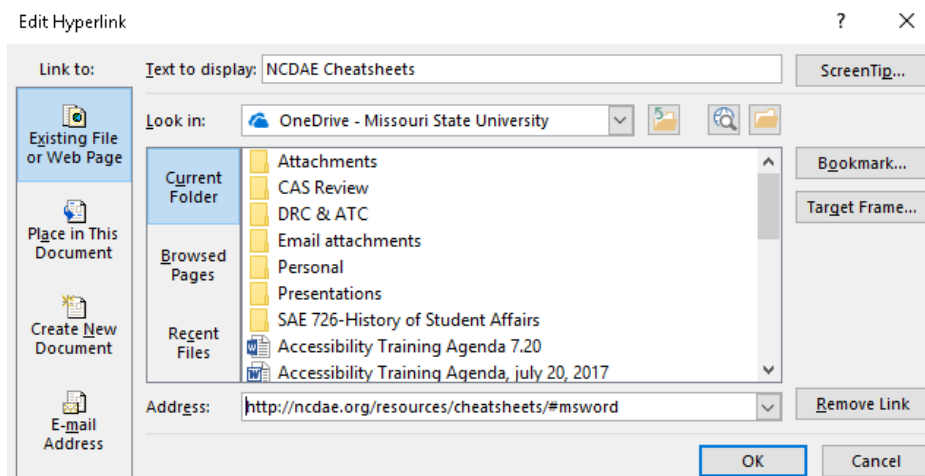 Edit Hyperlink
?
Link to:
Text to display:
NCDAE Cheatsheets
ScreenTip...
Existing File
or Web Page
Look in:
OneDrive - Missouri State University
Current
Folder
Attachments
CAS Review
DRC & ATC
Email attachments
Personal
Presentations
SAE 726-History of Student Affairs
Accessibility Training Agenda 7.20
Accessibility Training Agenda, july 20, 2017
Bookmark...
Target Frame...
Place in This
Document
Browsed
Pages
Create New
Document
Recent
Files
E-mail
Address
Address:
http://ncdae.org/resources/cheatsheets/#msword
Remove Link
OK
Cancel